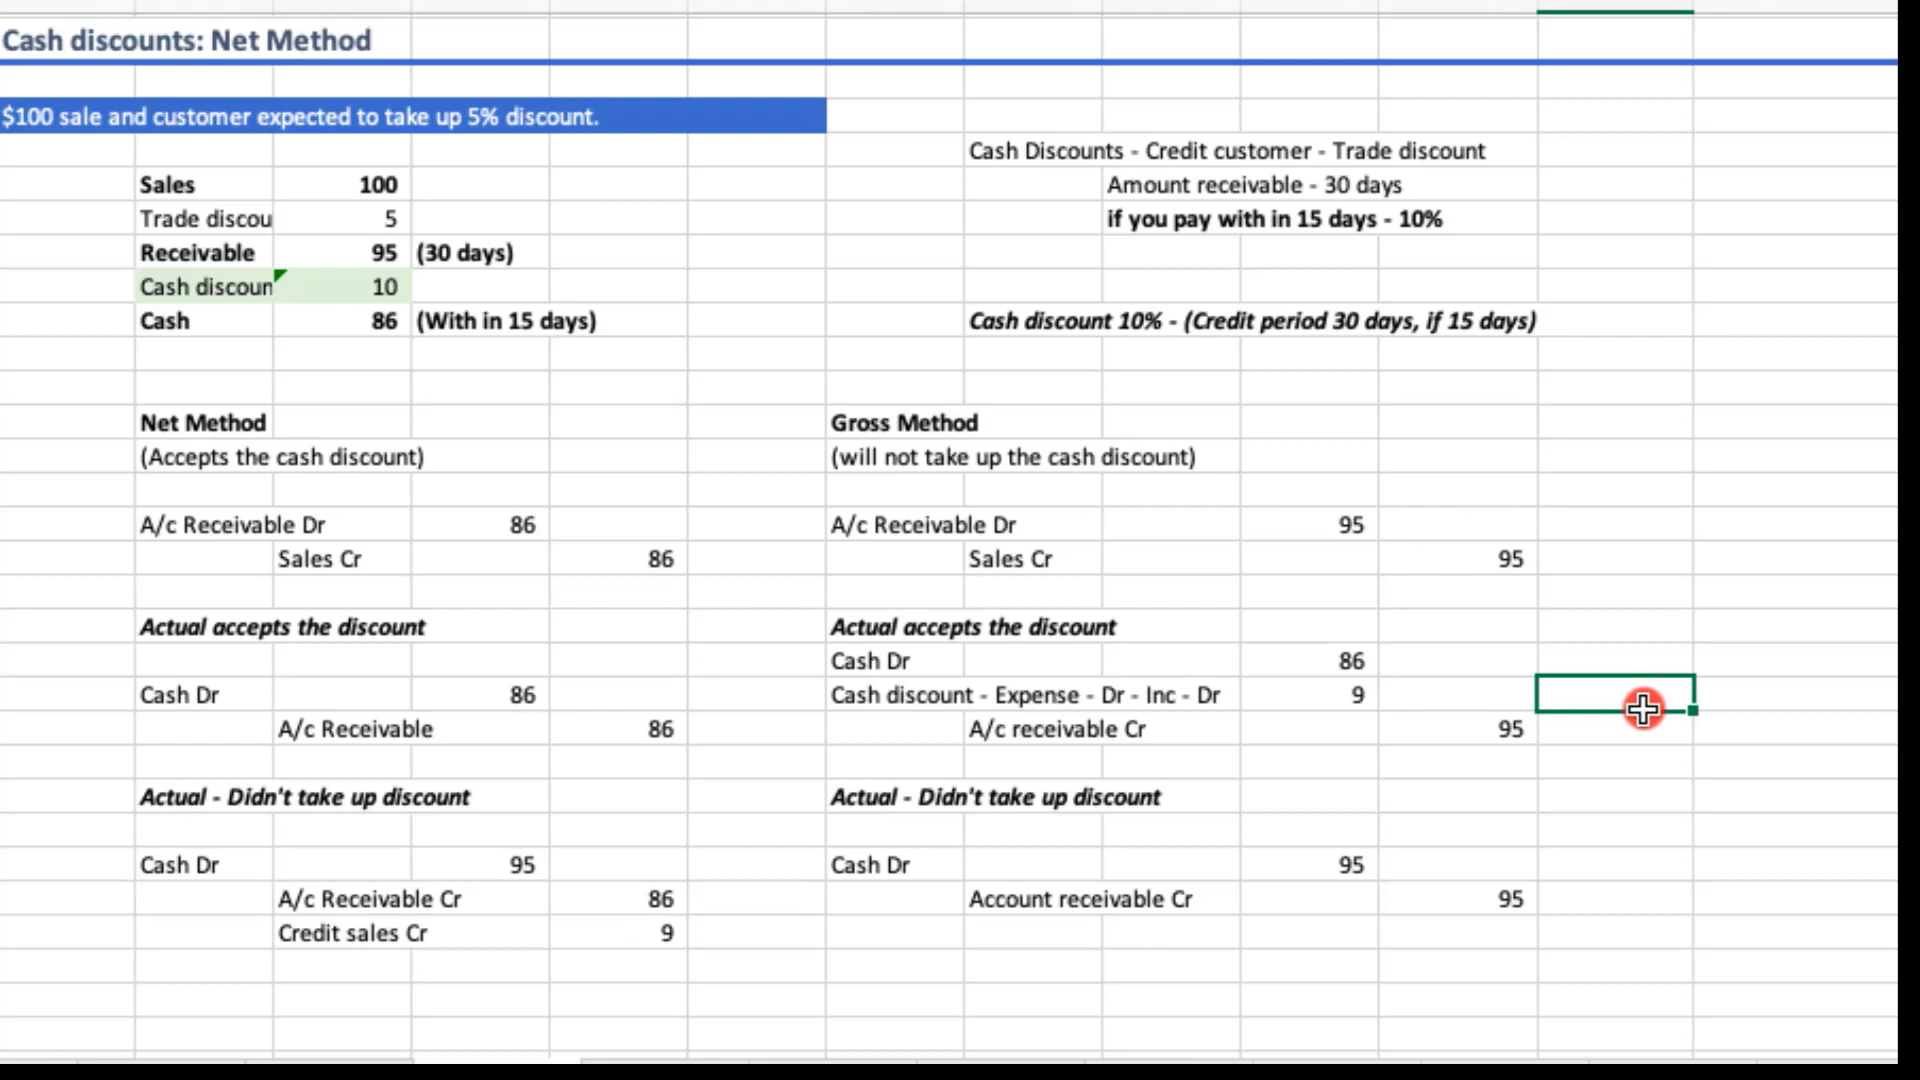 Cash discounts: Net Method
$100 sale and customer expected to take up 5% discount.
Cash Discounts - Credit customer - Trade discount
Sales 100 Amount receivable - 30 days
Trade discou 5 if you pay with in 15 days - 10%
Receivable 95 (30 days)
Cash discoun 10
Cash 86 (With in 15 days) Cash discount 10% - (Credit period 30 days, if 15 days)
Net Method Gross Method
(Accepts the cash discount) (will not take up the cash discount)
A/c Receivable Dr 86 A/c Receivable Dr 95
Sales Cr 86 Sales Cr 95
Actual accepts the discount Actual accepts the discount
Cash Dr 86
Cash Dr 86 Cash discount - Expense - Dr - Inc - Dr 9
A/c Receivable 86 A/c receivable Cr 95
Actual - Didn't take up discount Actual - Didn't take up discount
Cash Dr 95 Cash Dr 95
A/c Receivable Cr 86 Account receivable Cr 95
Credit sales Cr 9